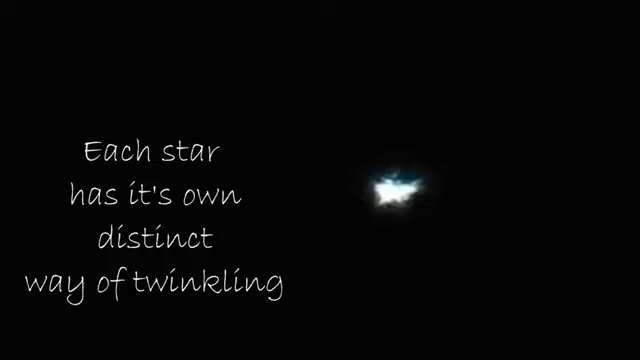 Each star
has it's own
distinct
way of twinkling